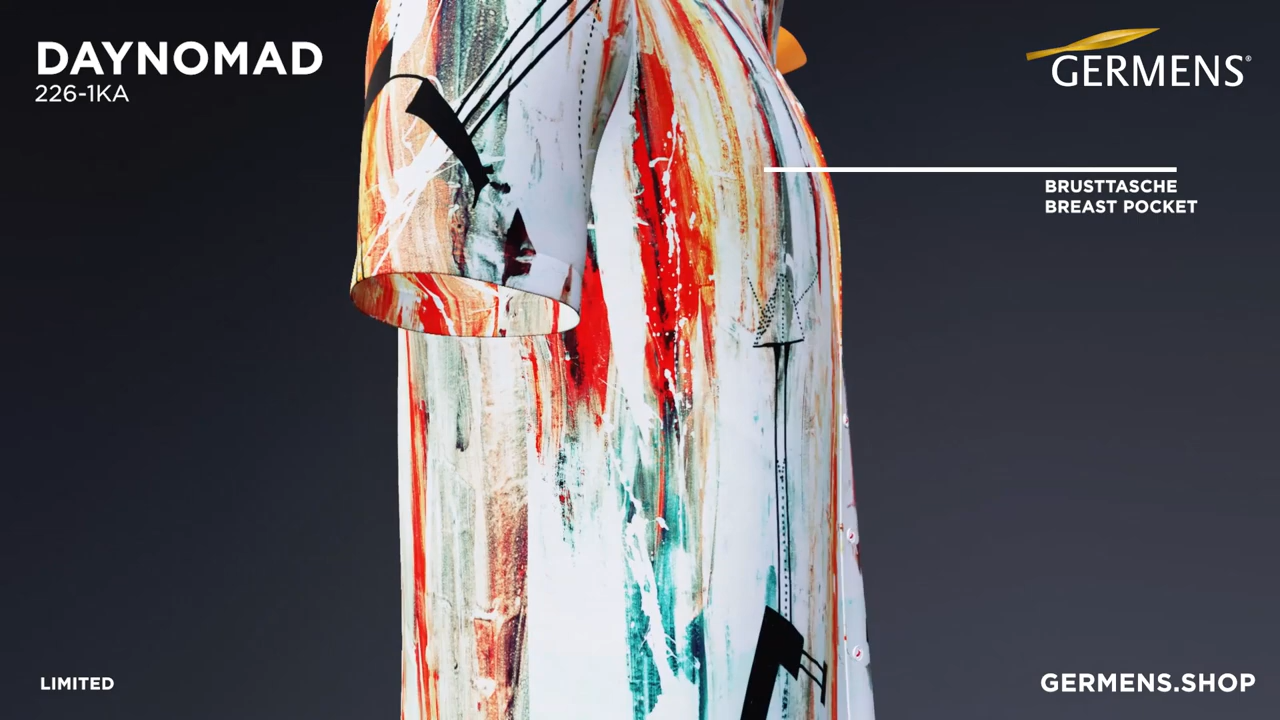 DAYNOMAD
226-1KA
GERMENS®
BRUSTTASCHE
BREAST POCKET
LIMITED
GERMENS.SHOP